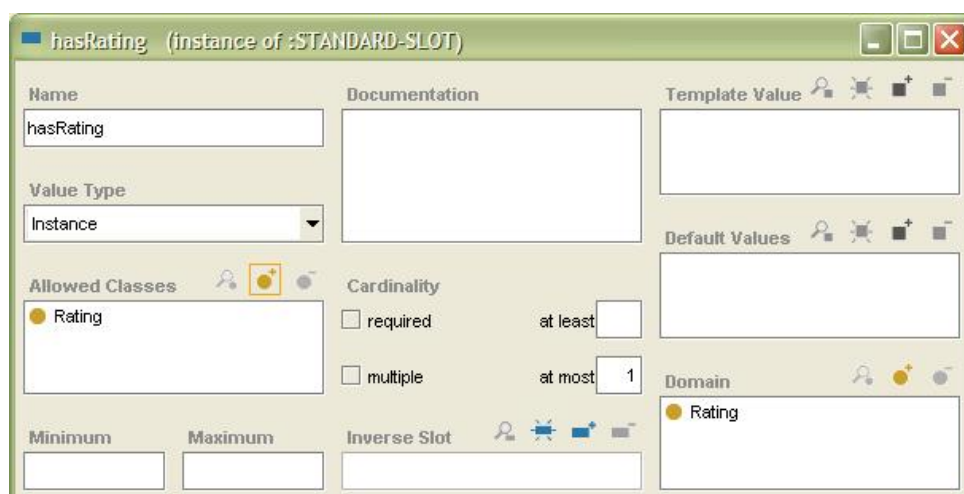 hasRating (instance of :STANDARD-SLOT)
Name
hasRating
Documentation
Template Value
Value Type
Instance
Default Values
Allowed Classes
Rating
Cardinality
required
at least
multiple
at most 1
Domain
Rating
Minimum
Maximum
Inverse Slot